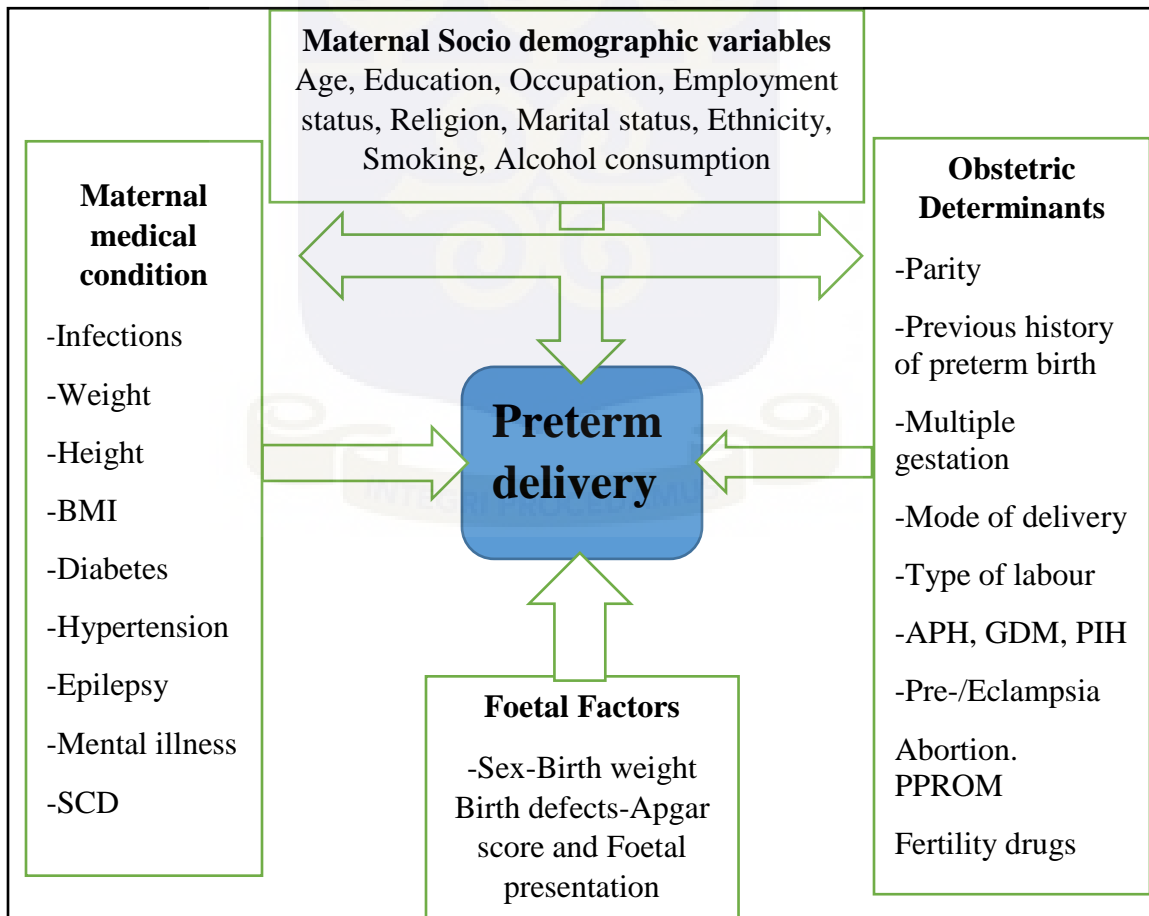 Maternal Socio demographic variables
Age, Education, Occupation, Employment
status, Religion, Marital status, Ethnicity,
Smoking, Alcohol consumption
Maternal
medical
condition
-Infections
-Weight
-Height
-BMI
-Diabetes
-Hypertension
-Epilepsy
-Mental illness
-SCD
Preterm
delivery
INTEGRI PROCEDAMUS
Foetal Factors
-Sex-Birth weight
Birth defects-Apgar
score and Foetal
presentation
Obstetric
Determinants
-Parity
-Previous history
of preterm birth
-Multiple
gestation
-Mode of delivery
-Type of labour
-APH, GDM, PIH
-Pre-/Eclampsia
Abortion.
PPROM
Fertility drugs